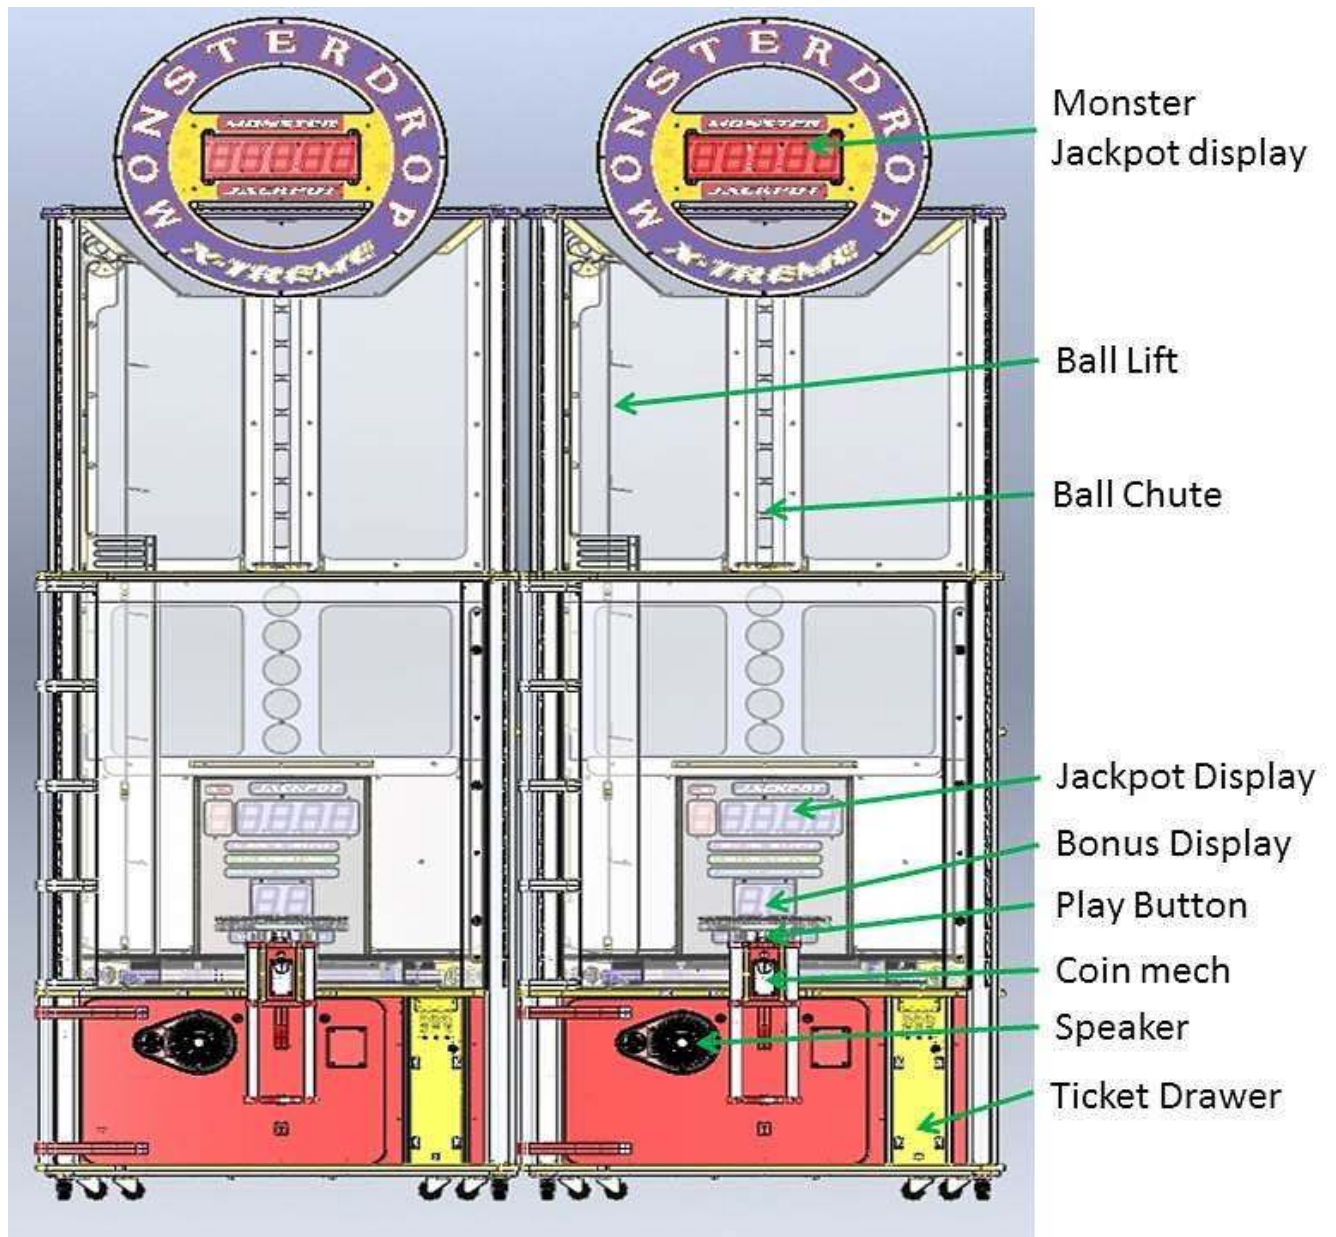 MONSTERDROP
X-TREME
MONSTER
JACKPOT
MONSTERDROP
X-TREME
MONSTER
JACKPOT
Monster
Jackpot display
Ball Lift
Ball Chute
JACKPOT
JACKPOT
Jackpot Display
Bonus Display
Play Button
Coin mech
Speaker
Ticket Drawer